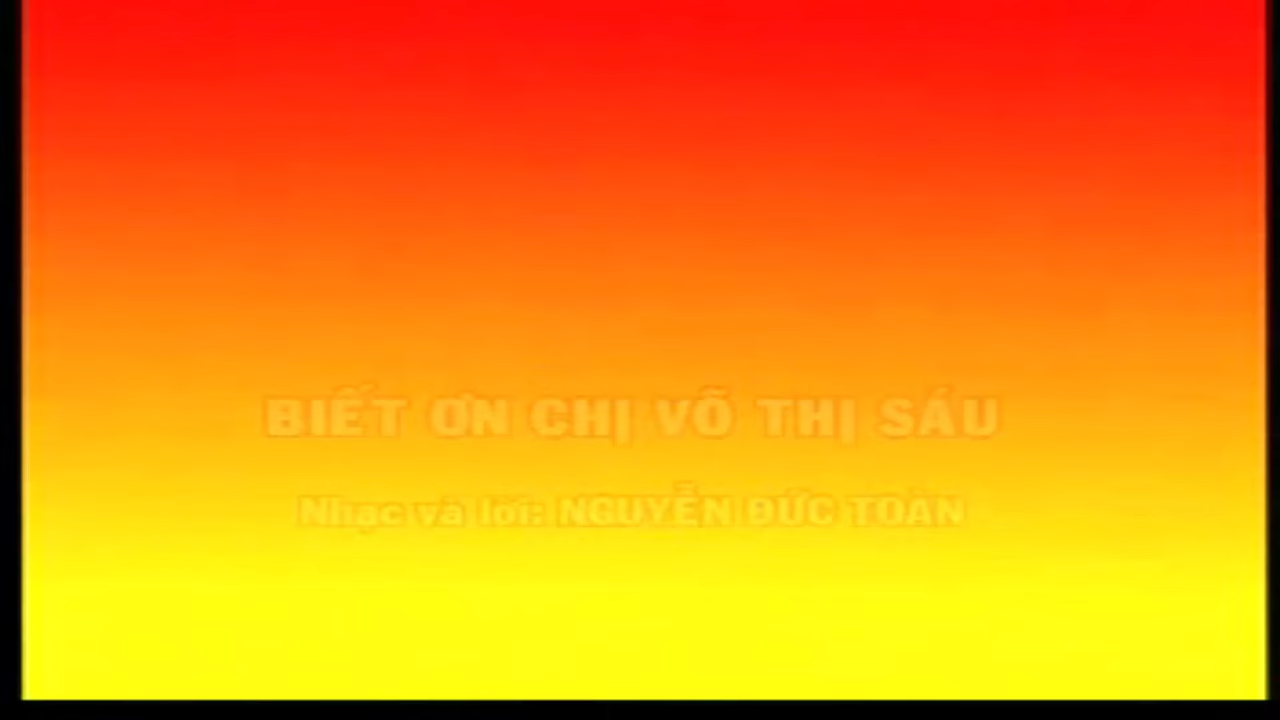 BIẾT ƠN CHỊ VÕ THỊ SÁU
Nhạc và lời: NGUYỄN ĐỨC TOÀN